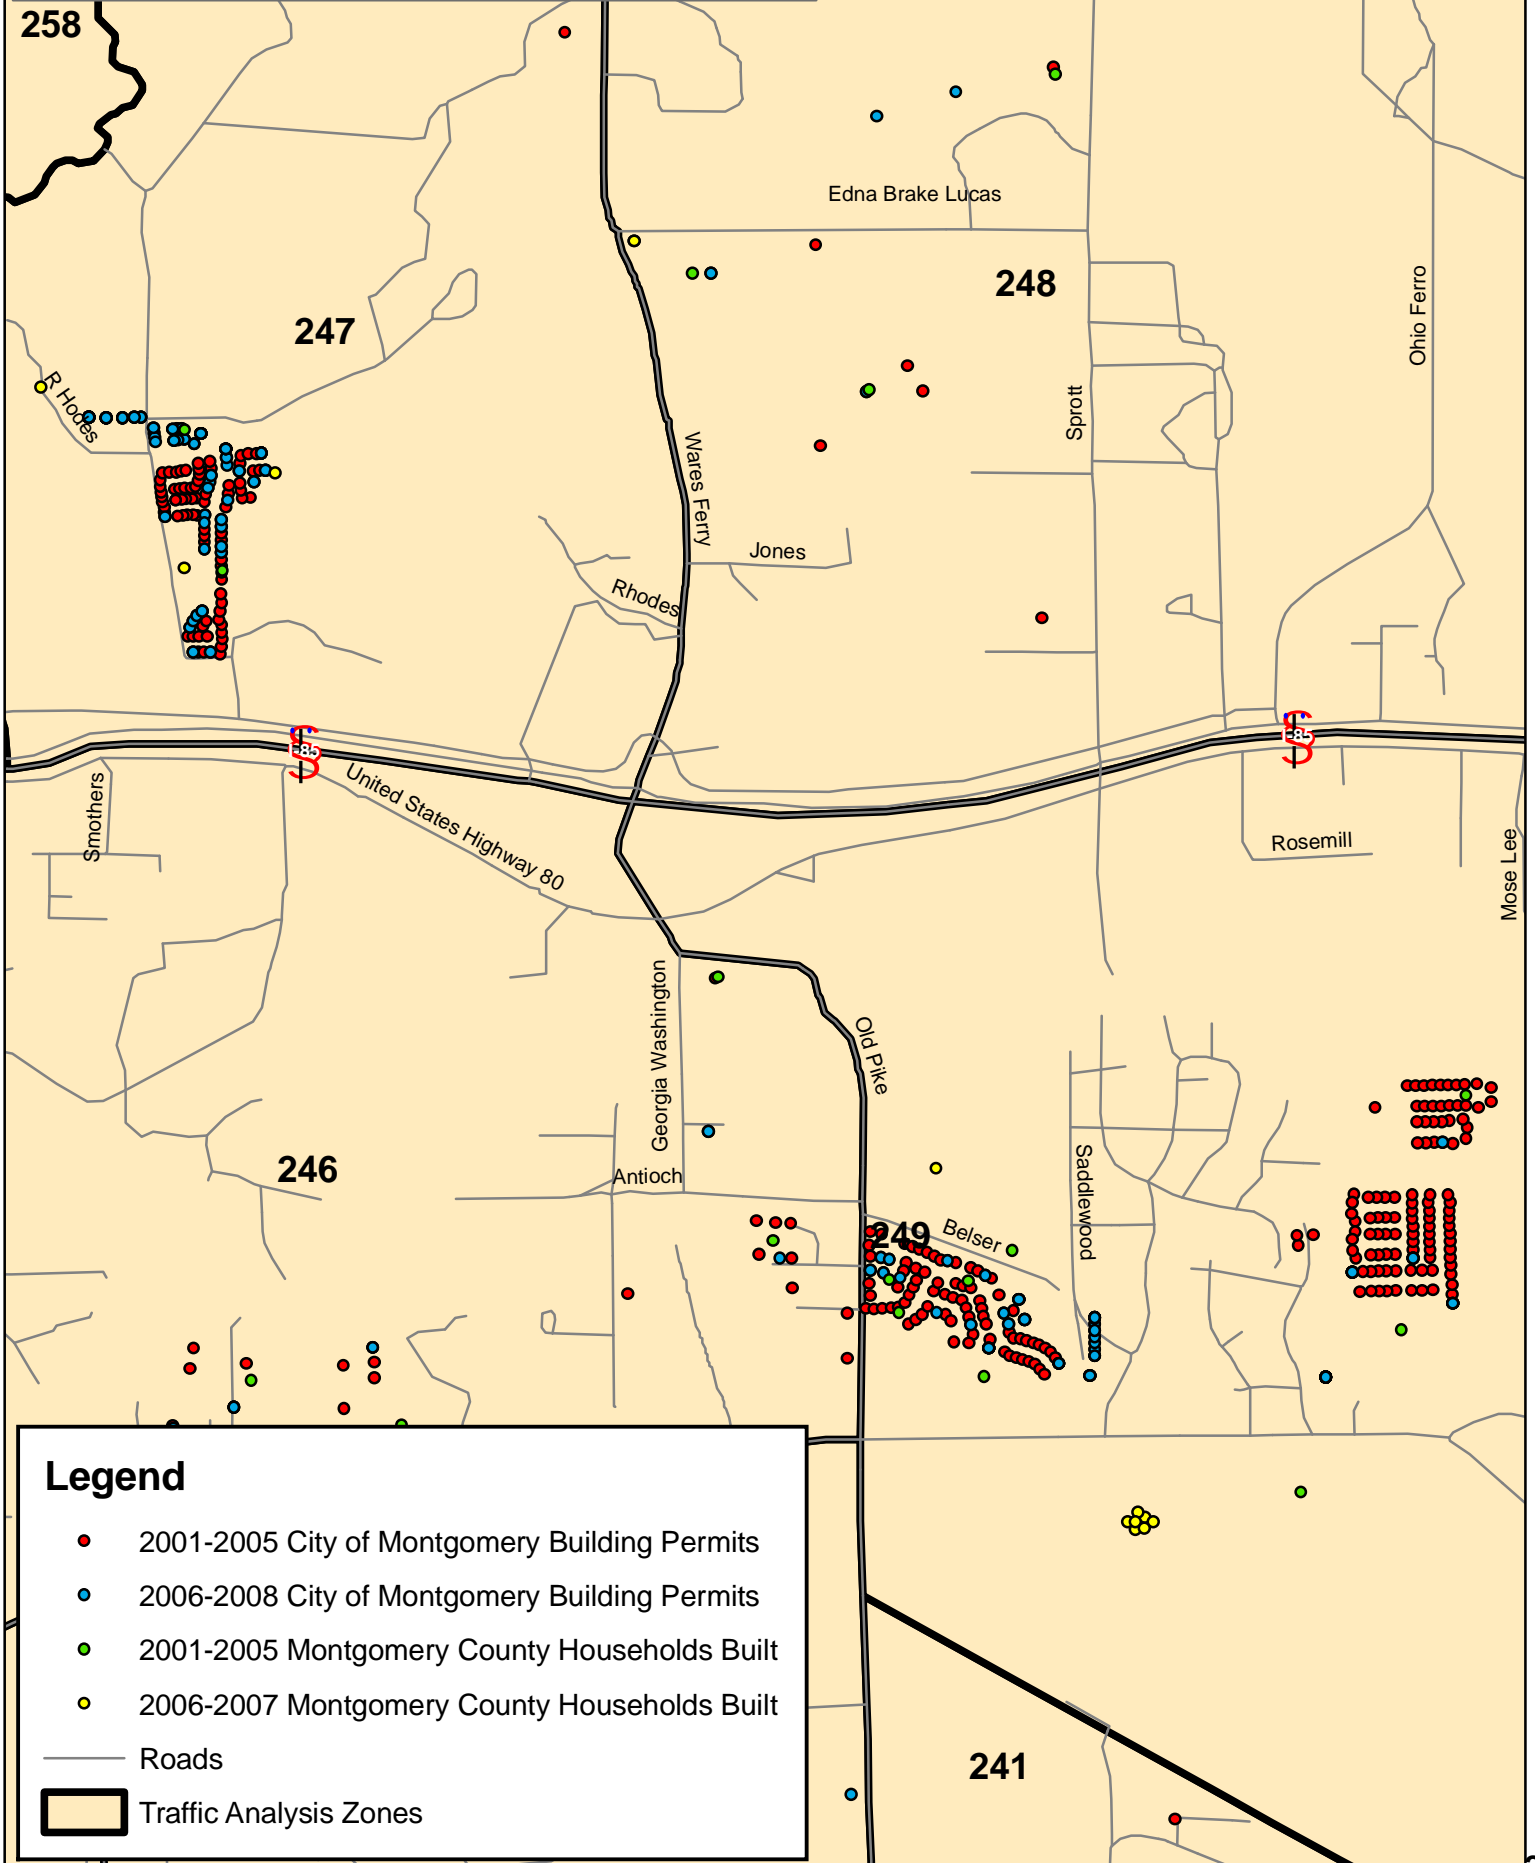 258
Edna Brake Lucas
248
247
Ohio Ferro
R Hodes
Sprott
Wares Ferry
Jones
Rhodes
I-85
I-85
United States Highway 80
Smothers
Rosemill
Mose Lee
Georgia Washington
Old Pike
246
Antioch
Saddlewood
249
Belser
Legend
2001-2005 City of Montgomery Building Permits
2006-2008 City of Montgomery Building Permits
2001-2005 Montgomery County Households Built
2006-2007 Montgomery County Households Built
Roads
Traffic Analysis Zones
241